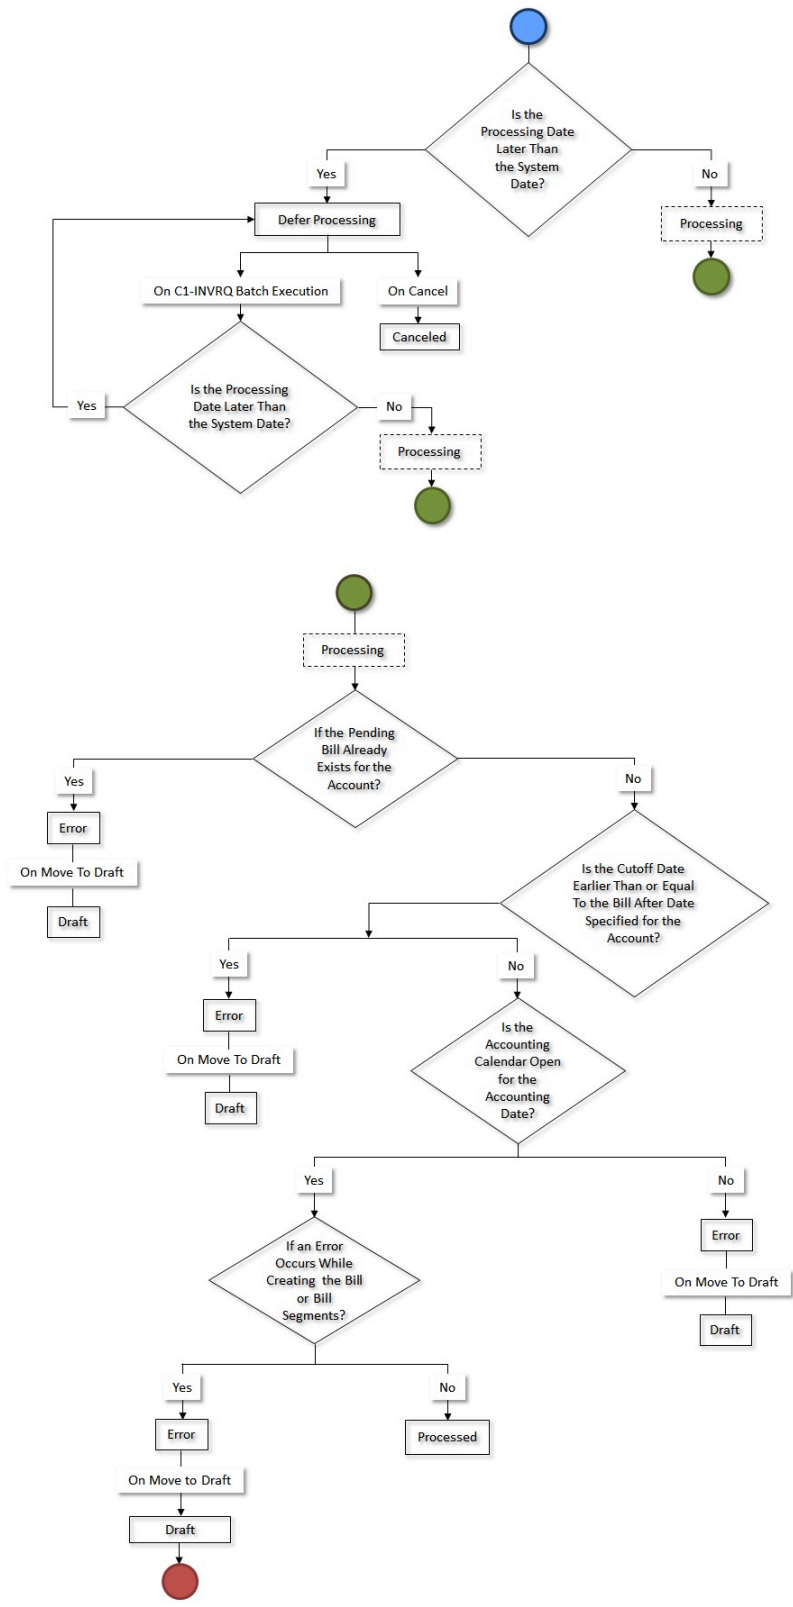 Is the
Processing Date
Later Than
the System
Date?
Yes
No
Defer Processing
Processing
On C1-INVRQ Batch Execution
On Cancel
Canceled
Is the Processing
Date Later Than
the System Date?
Yes
No
Processing
Processing
If the Pending
Bill Already
Exists for the
Account?
Yes
No
Error
On Move To Draft
Draft
Is the Cutoff Date
Earlier Than or Equal
To the Bill After Date
Specified for the
Account?
Yes
No
Error
On Move To Draft
Draft
Is the
Accounting
Calendar Open
for the
Accounting
Date?
Yes
No
Error
On Move To Draft
Draft
If an Error
Occurs While
Creating the Bill
or Bill
Segments?
Yes
No
Error
Processed
On Move to Draft
Draft